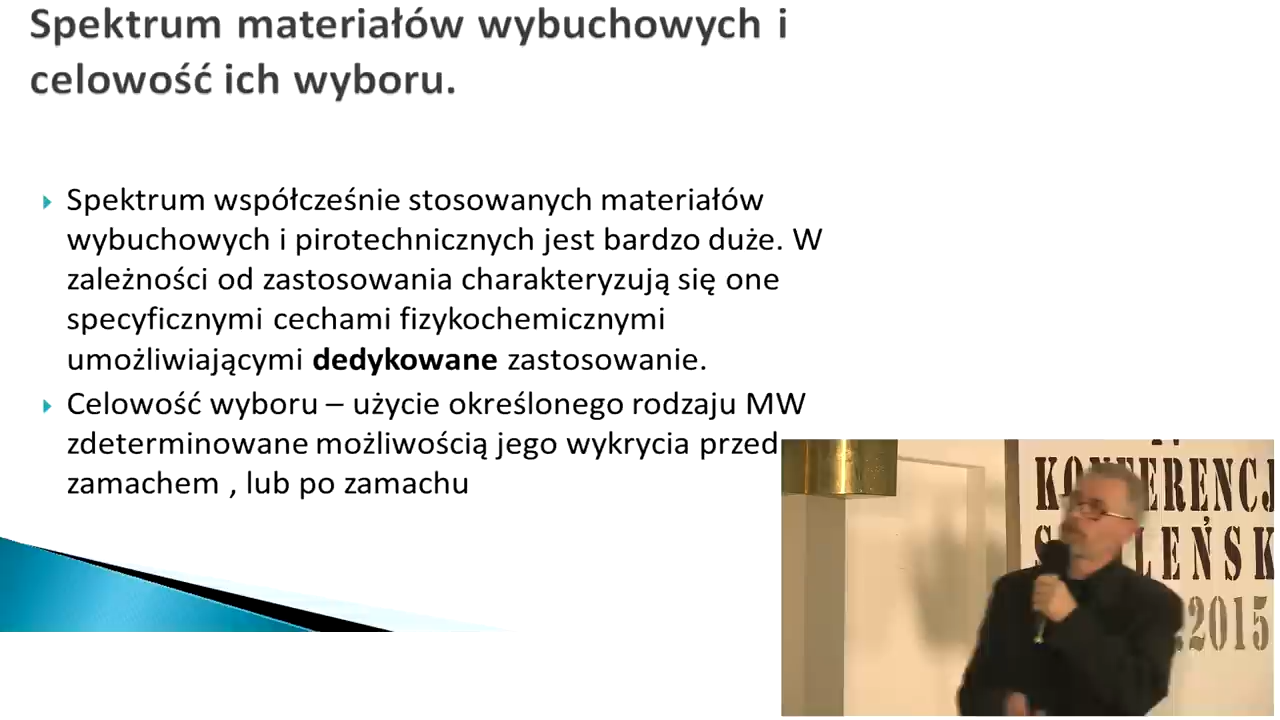 Spektrum materiałów wybuchowych i
celowość ich wyboru.
Spektrum współcześnie stosowanych materiałów
wybuchowych i pirotechnicznych jest bardzo duże. W
zależności od zastosowania charakteryzują się one
specyficznymi cechami fizykochemicznymi
umożliwiającymi dedykowane zastosowanie.
Celowość wyboru – użycie określonego rodzaju MW
zdeterminowane możliwością jego wykrycia przed
zamachem , lub po zamachu
2015